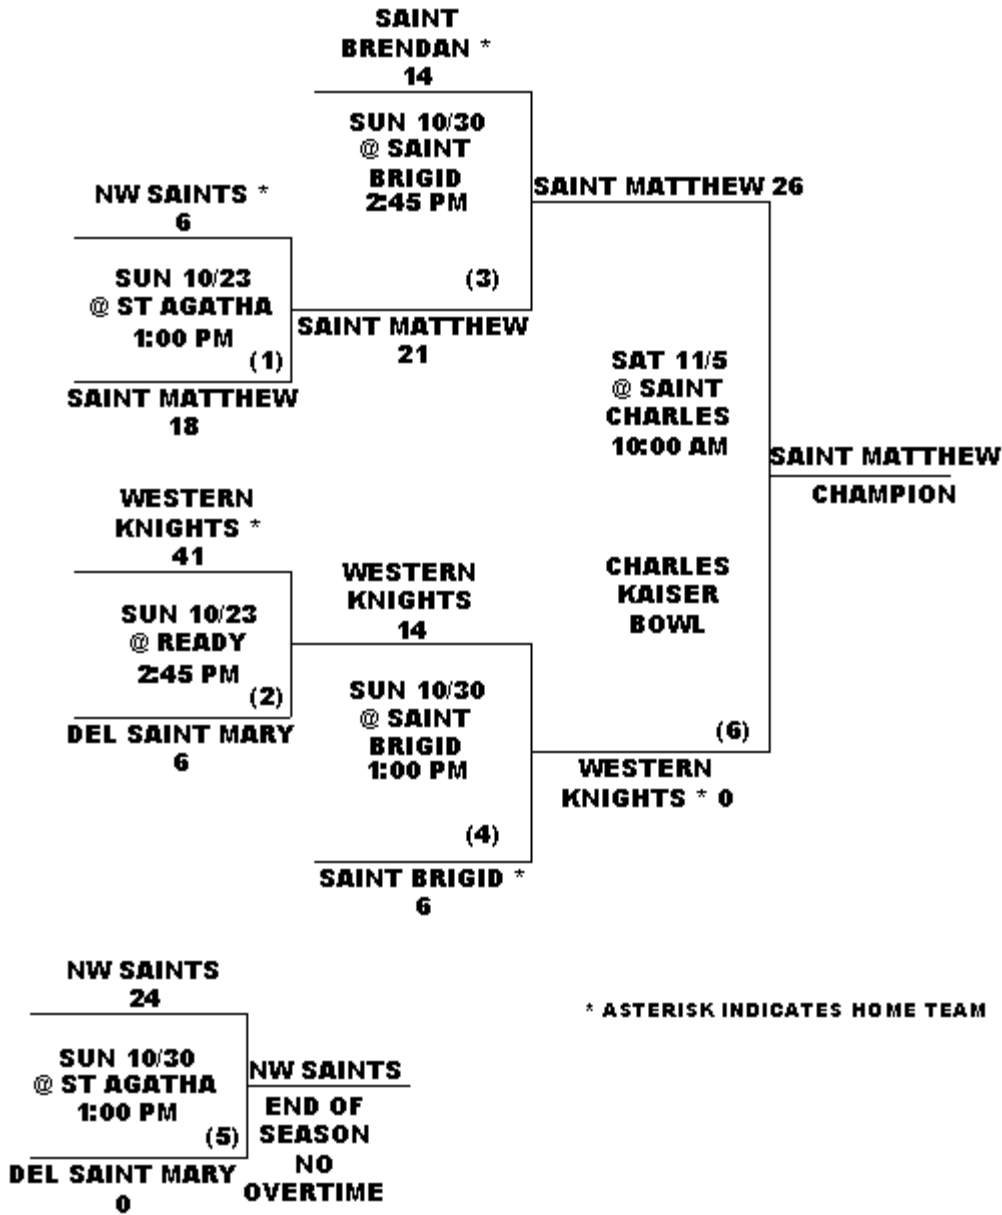 SAINT
BRENDAN *
14
SUN 10/30
@ SAINT
BRIGID
2:45 PM
(3)
SAINT MATTHEW 26
NW SAINTS *
6
SUN 10/23
@ ST AGATHA
1:00 PM
(1)
SAINT MATTHEW
21
SAINT MATTHEW
18
SAT 11/5
@ SAINT
CHARLES
10:00 AM
SAINT MATTHEW
CHAMPION
CHARLES
KAISER
BOWL
(6)
WESTERN
KNIGHTS *
41
SUN 10/23
@ READY
2:45 PM
(2)
DEL SAINT MARY
6
WESTERN
KNIGHTS
14
SUN 10/30
@ SAINT
BRIGID
1:00 PM
(4)
WESTERN
KNIGHTS * 0
SAINT BRIGID *
6
NW SAINTS
24
SUN 10/30
@ ST AGATHA
1:00 PM
(5)
DEL SAINT MARY
0
NW SAINTS
END OF
SEASON
NO
OVERTIME
* ASTERISK INDICATES HOME TEAM